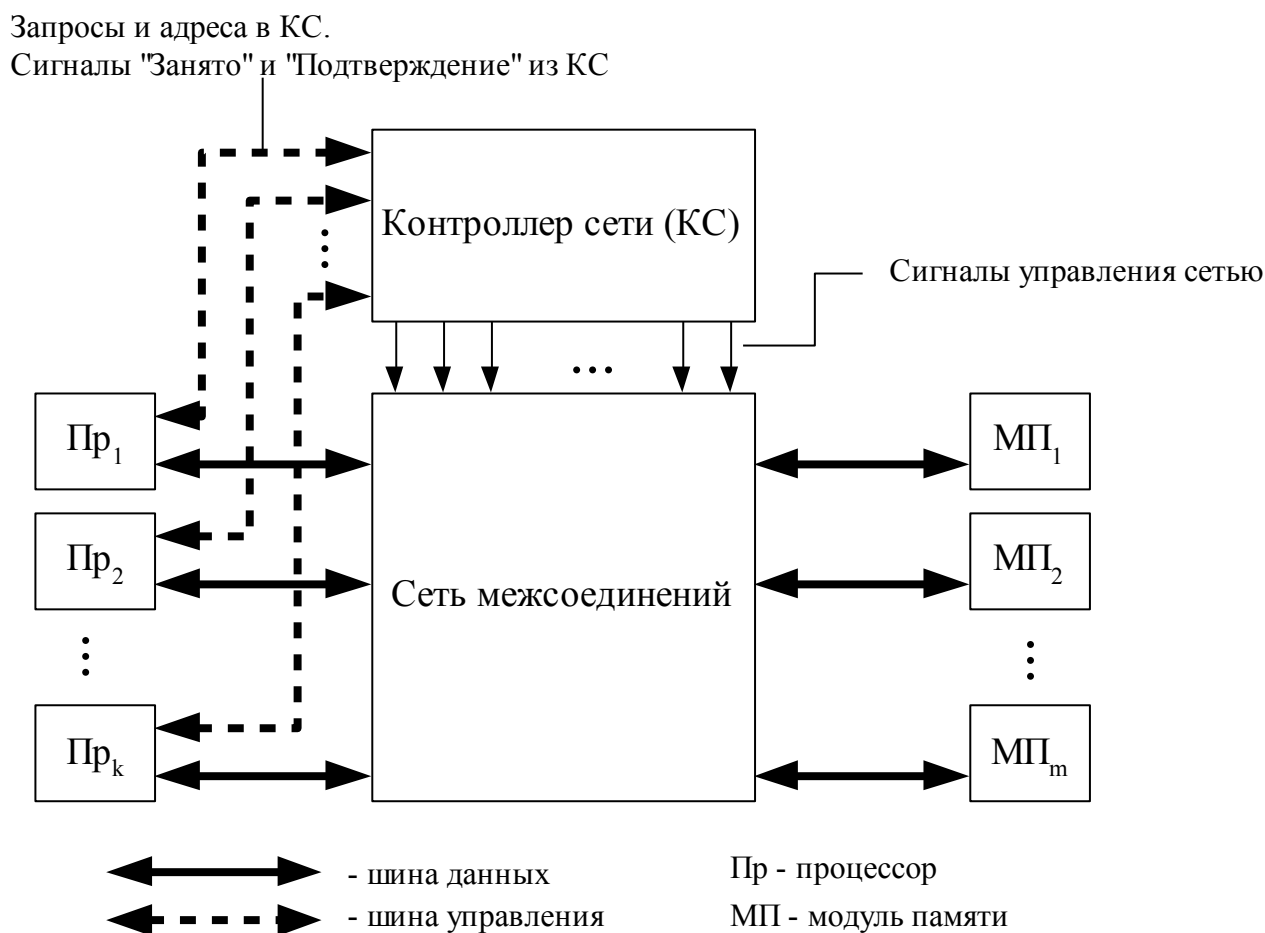 Запросы и адреса в КС.
Сигналы "Занято" и "Подтверждение" из КС
Контроллер сети (КС)
Сигналы управления сетью
Пр1
МП1
Пр2
Сеть межсоединений
МП2
Прk
МПm
- шина данных
Пр - процессор
- шина управления
МП - модуль памяти